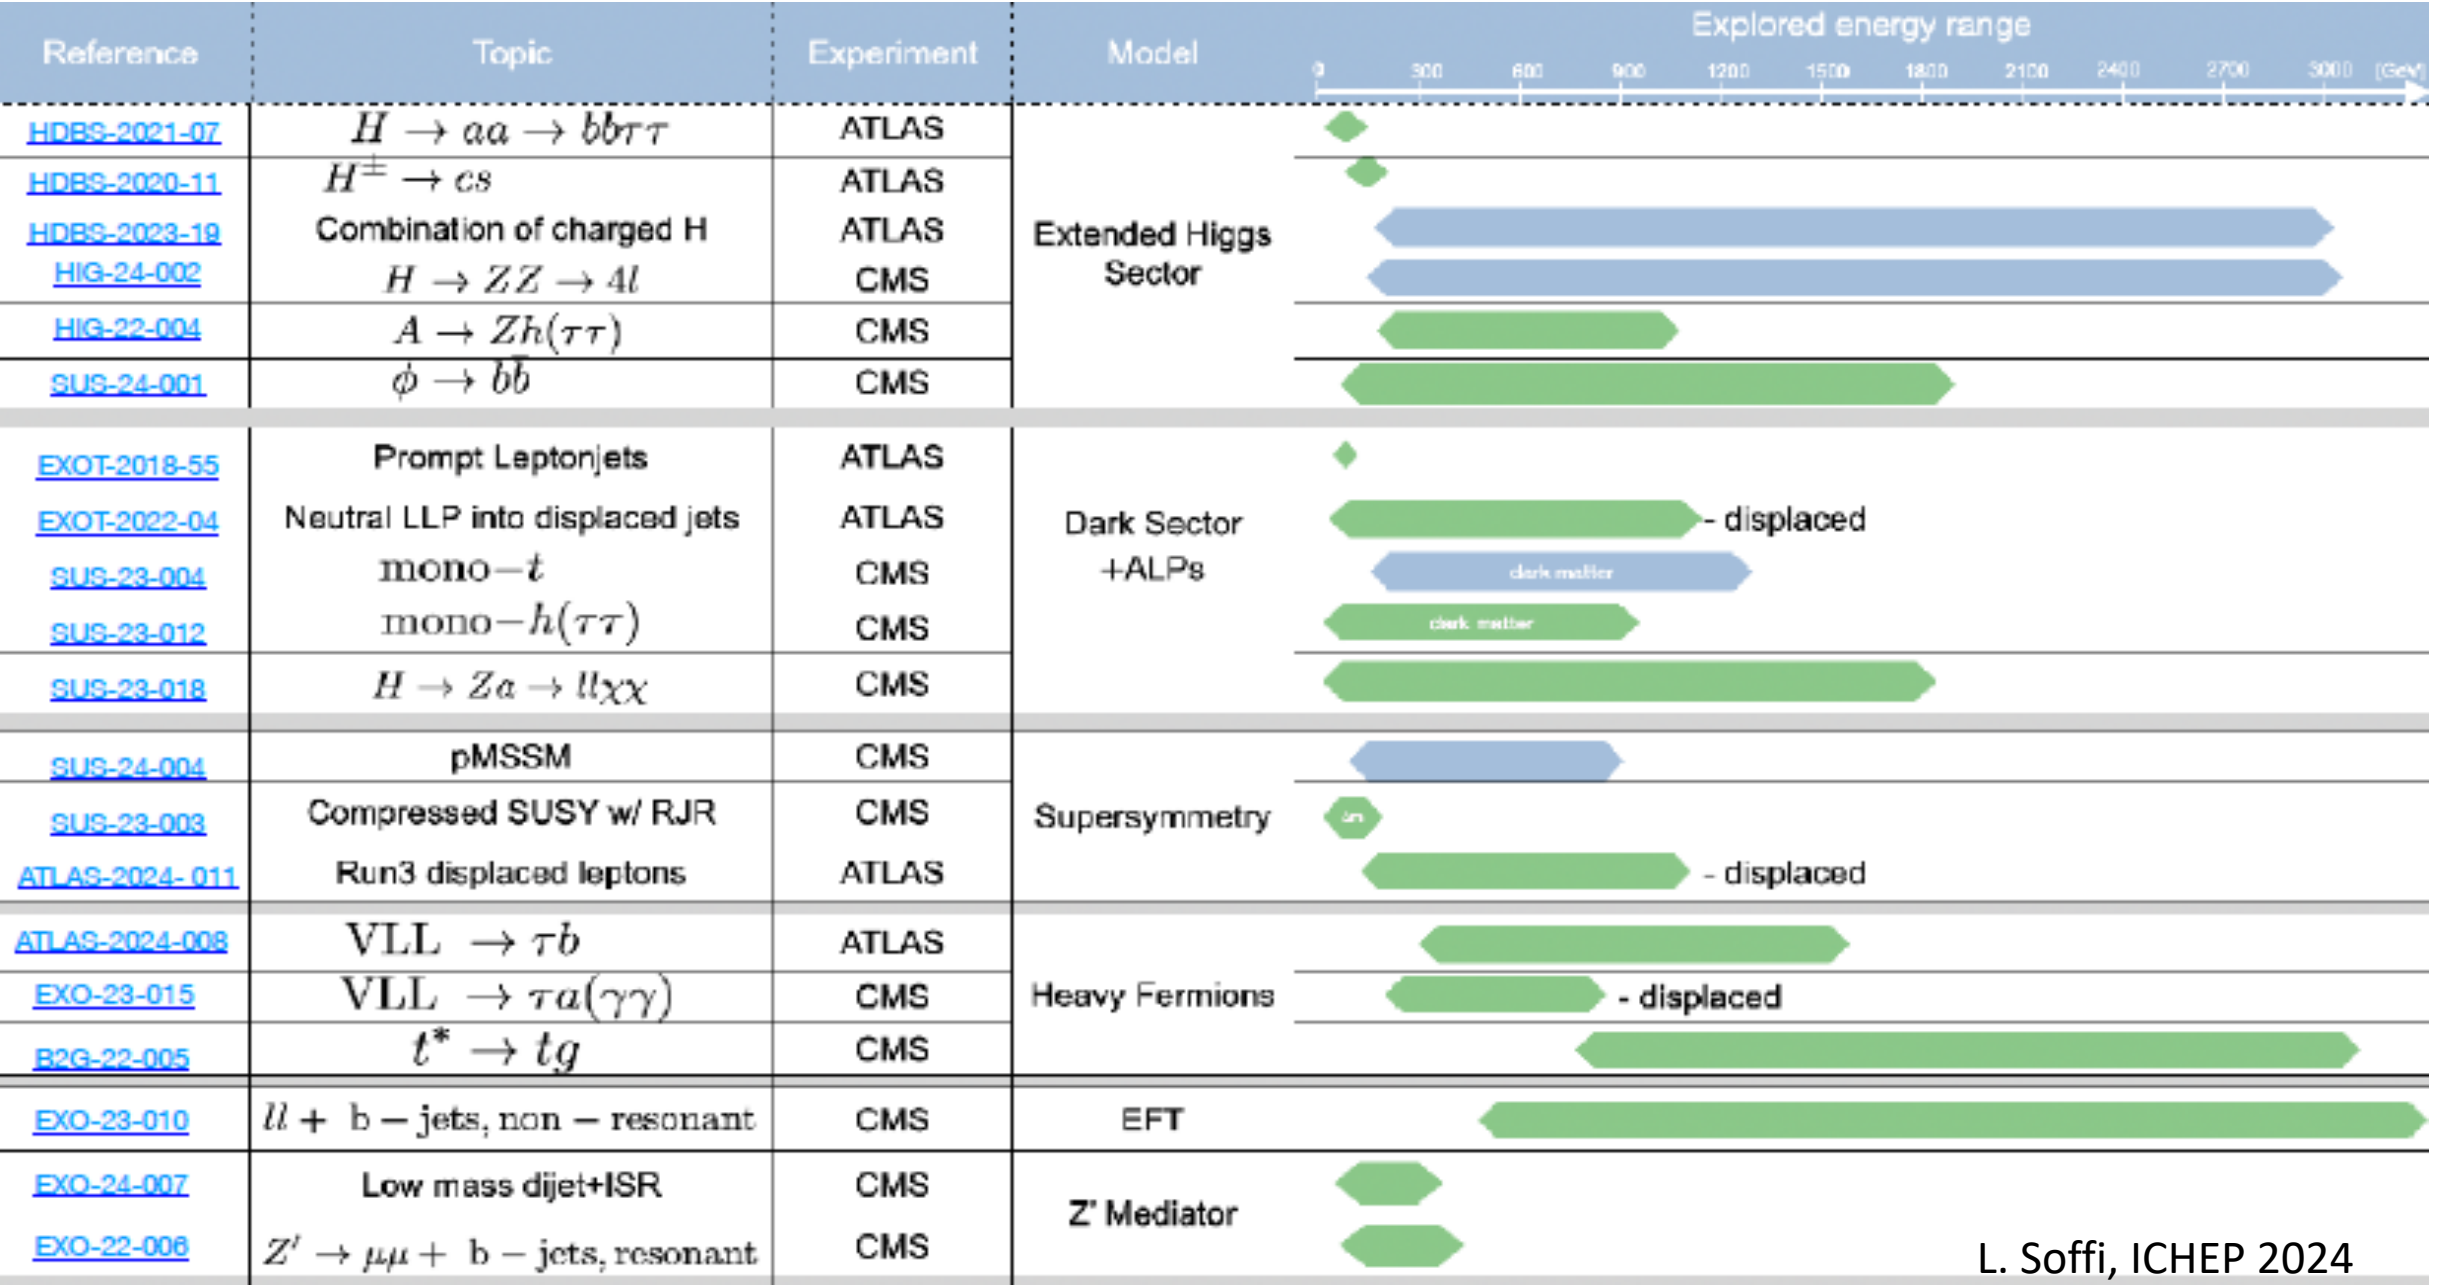 Reference Topic Experiment Model Explored energy range
0 300 600 900 1200 1500 1800 2100 2400 2700 3000 [GeV]
HDBS-2021-07 H → aa → bbττ ATLAS
HDBS-2020-11 H± → cs ATLAS
HDBS-2023-19 Combination of charged H ATLAS Extended Higgs
HIG-24-002 H → ZZ → 4l CMS Sector
HIG-22-004 A → Zh(ττ) CMS
SUS-24-001 ϕ → bb̄ CMS
EXOT-2018-55 Prompt Leptonjets ATLAS
EXOT-2022-04 Neutral LLP into displaced jets ATLAS Dark Sector - displaced
SUS-23-004 mono−t CMS +ALPs dark matter
SUS-23-012 mono−h(ττ) CMS dark matter
SUS-23-018 H → Za → llχχ CMS
SUS-24-004 pMSSM CMS
SUS-23-003 Compressed SUSY w/ RJR CMS Supersymmetry Δm
ATLAS-2024- 011 Run3 displaced leptons ATLAS - displaced
ATLAS-2024-008 VLL → τb ATLAS
EXO-23-015 VLL → τa(γγ) CMS Heavy Fermions - displaced
B2G-22-005 t* → tg CMS
EXO-23-010 ll + b − jets, non − resonant CMS EFT
EXO-24-007 Low mass dijet+ISR CMS Z' Mediator
EXO-22-006 Z′ → μμ + b − jets, resonant CMS
L. Soffi, ICHEP 2024